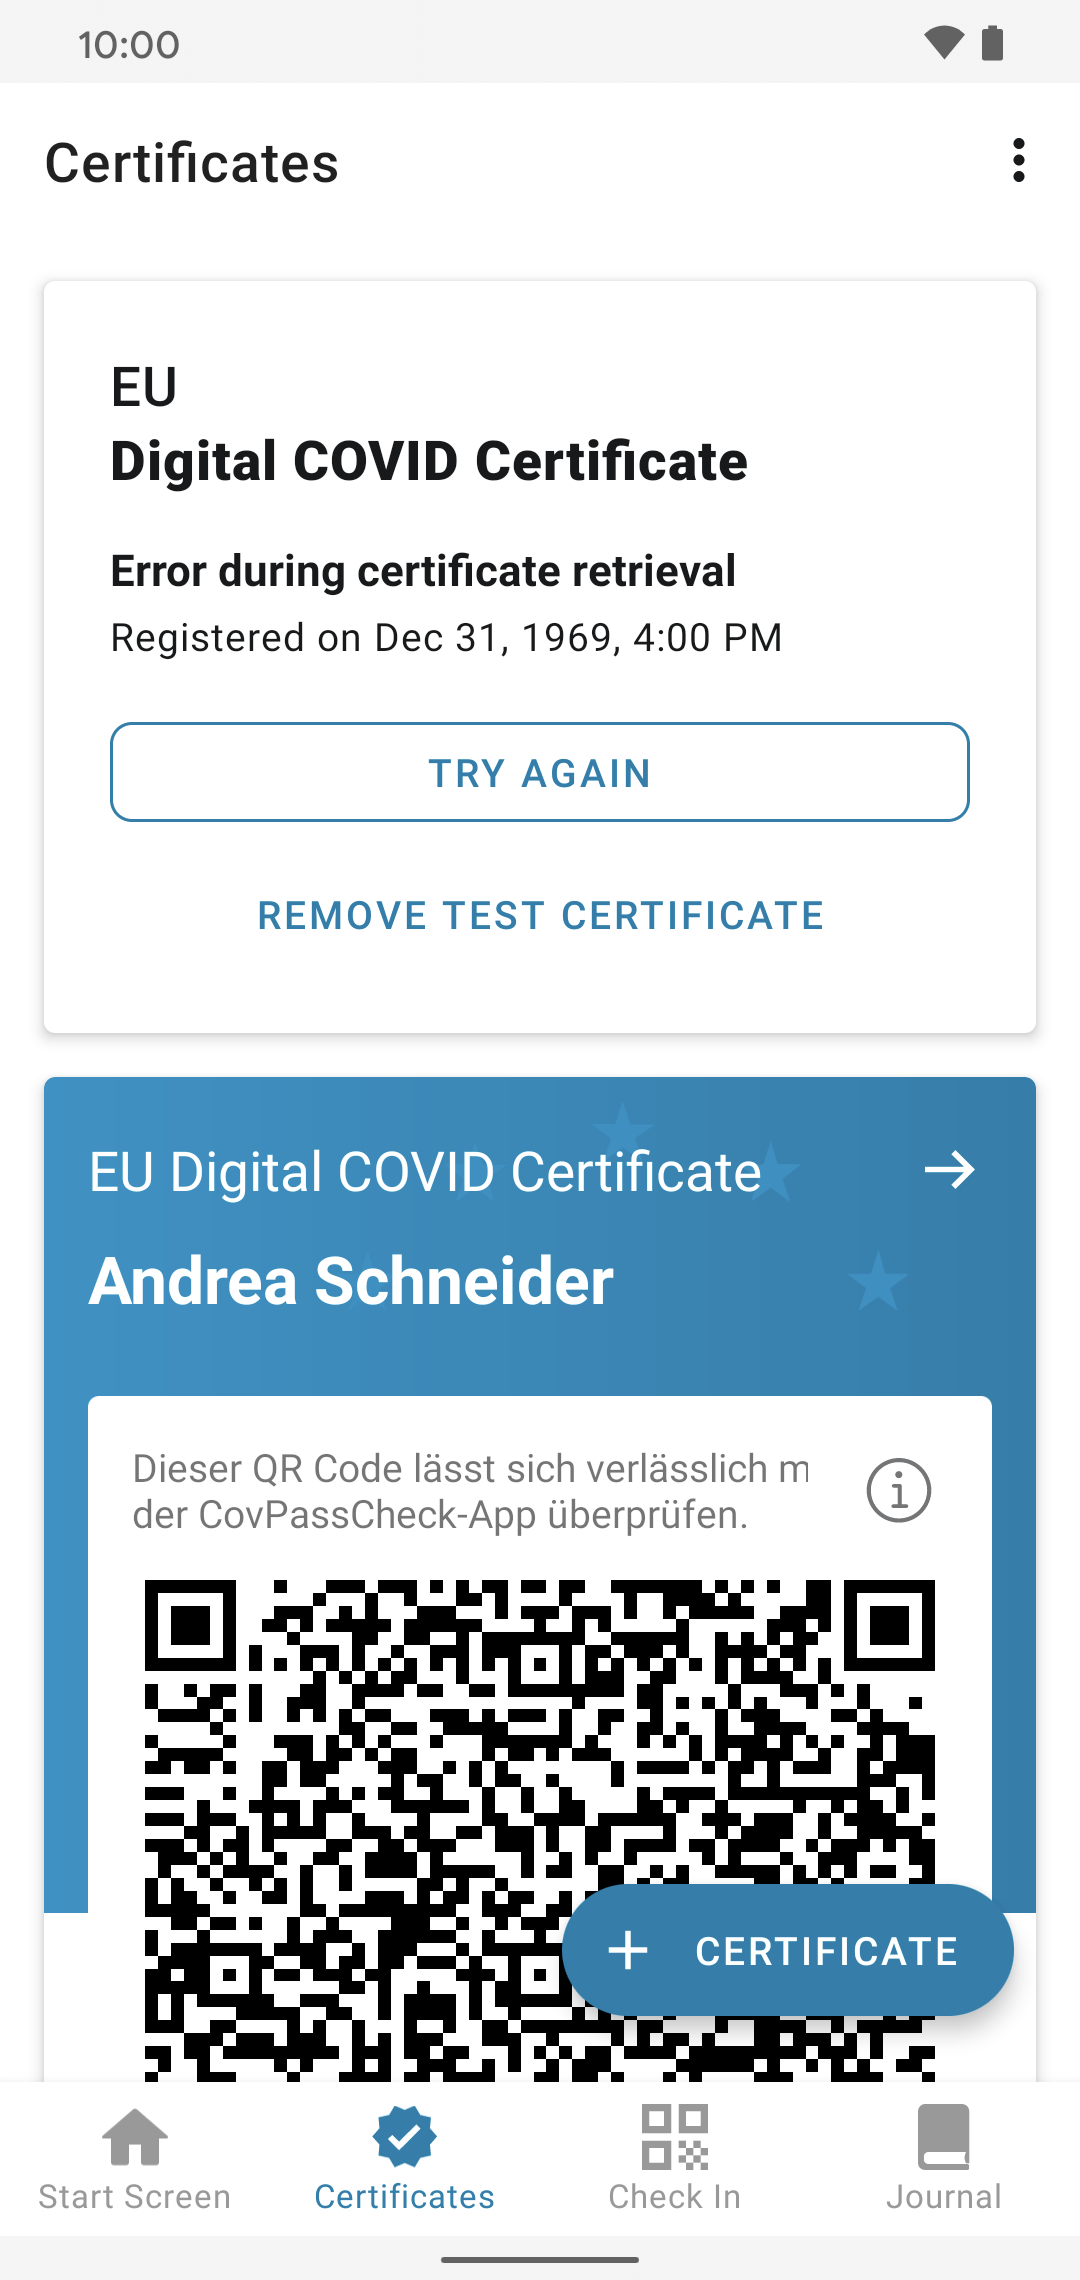 10:00
Certificates
EU
Digital COVID Certificate
Error during certificate retrieval
Registered on Dec 31, 1969, 4:00 PM
TRY AGAIN
REMOVE TEST CERTIFICATE
EU Digital COVID Certificate
Andrea Schneider
Dieser QR Code lässt sich verlässlich m
der CovPassCheck-App überprüfen.
CERTIFICATE
Start Screen
Certificates
Check In
Journal